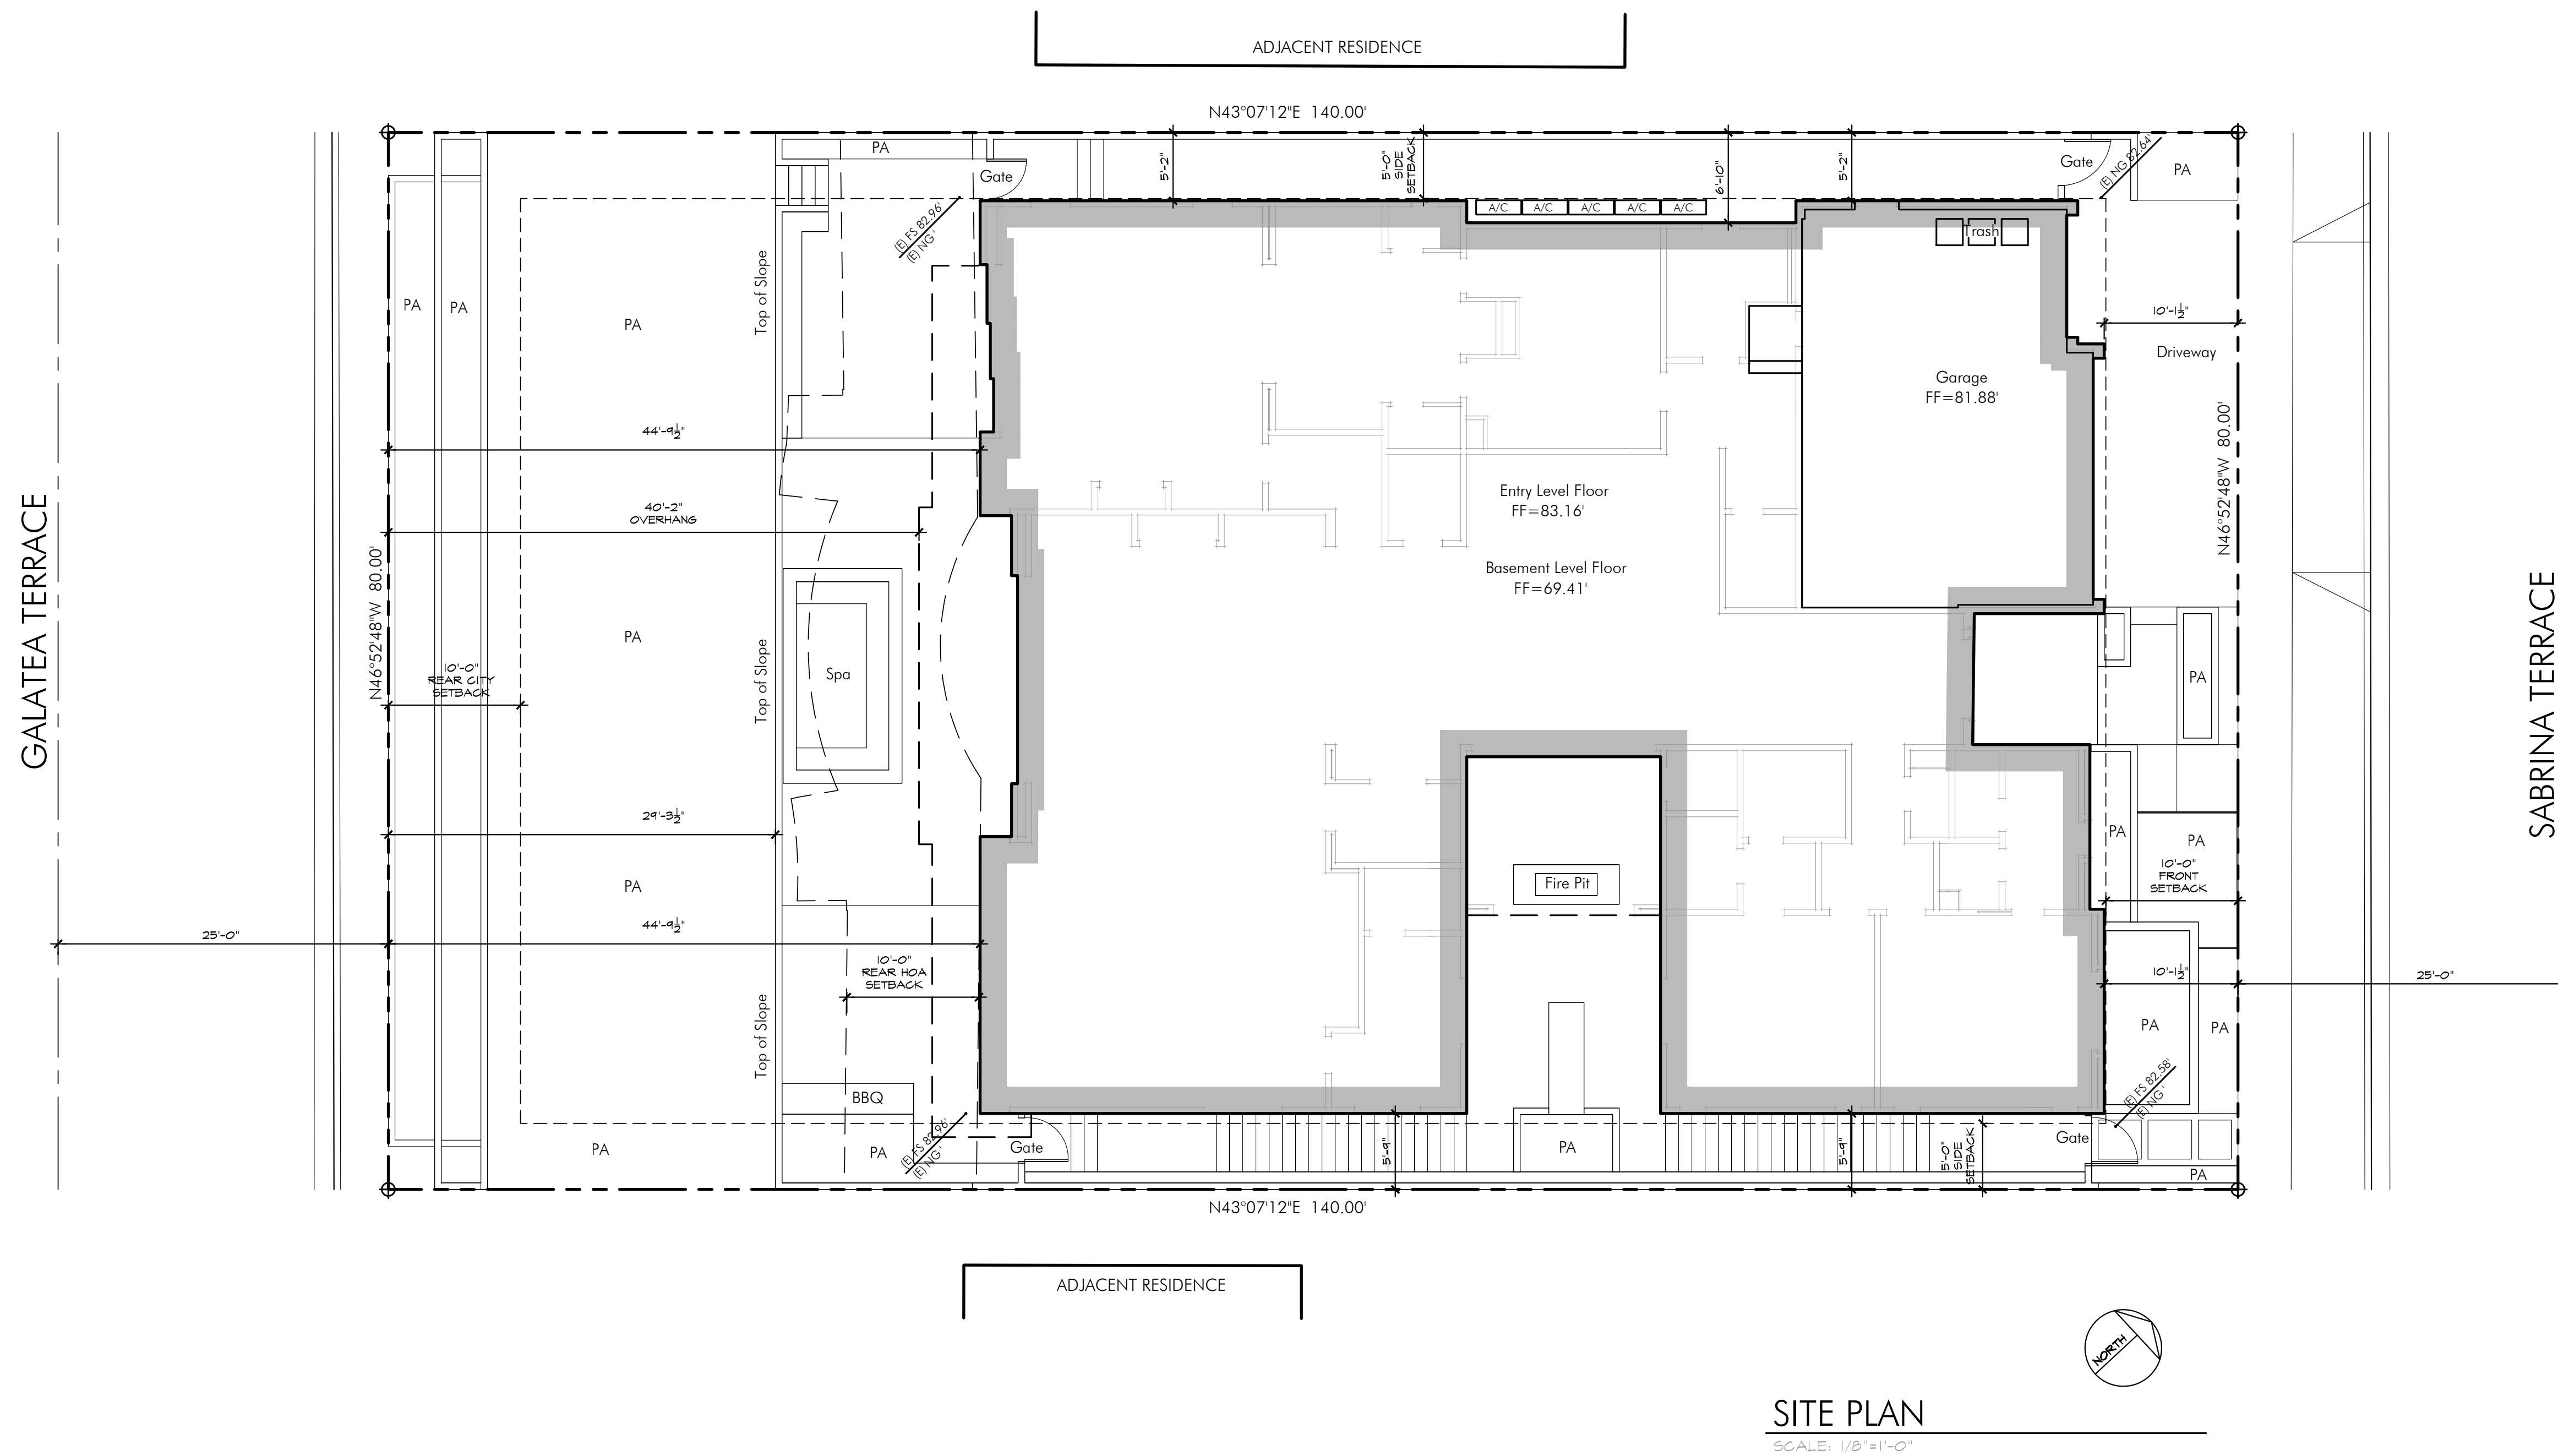 ADJACENT RESIDENCE
N43°07'12"E 140.00'
PA
Gate
5'-2"
5'-0"
SIDE
SETBACK
6'-10"
5'-2"
Gate
(E) NG 82.64'
PA
(E) FS 82.96'
(E) NG '
A/C
A/C
A/C
A/C
A/C
Trash
PA
PA
PA
Top of Slope
10'-1½"
Driveway
Garage
FF=81.88'
44'-9½"
N46°52'48"W 80.00'
Entry Level Floor
FF=83.16'
40'-2"
OVERHANG
Basement Level Floor
FF=69.41'
GALATEA TERRACE
N46°52'48"W 80.00'
SABRINA TERRACE
PA
Top of Slope
Spa
10'-0"
REAR CITY
SETBACK
PA
29'-3½"
PA
PA
10'-0"
FRONT
SETBACK
PA
Fire Pit
44'-9½"
25'-0"
10'-0"
REAR HOA
SETBACK
10'-1½"
25'-0"
Top of Slope
PA
PA
BBQ
(E) FS 82.58'
(E) NG '
(E) FS 82.96'
(E) NG '
PA
PA
Gate
5'-9"
PA
5'-9"
5'-0"
SIDE
SETBACK
Gate
PA
N43°07'12"E 140.00'
ADJACENT RESIDENCE
NORTH
SITE PLAN
SCALE: 1/8"=1'-0"